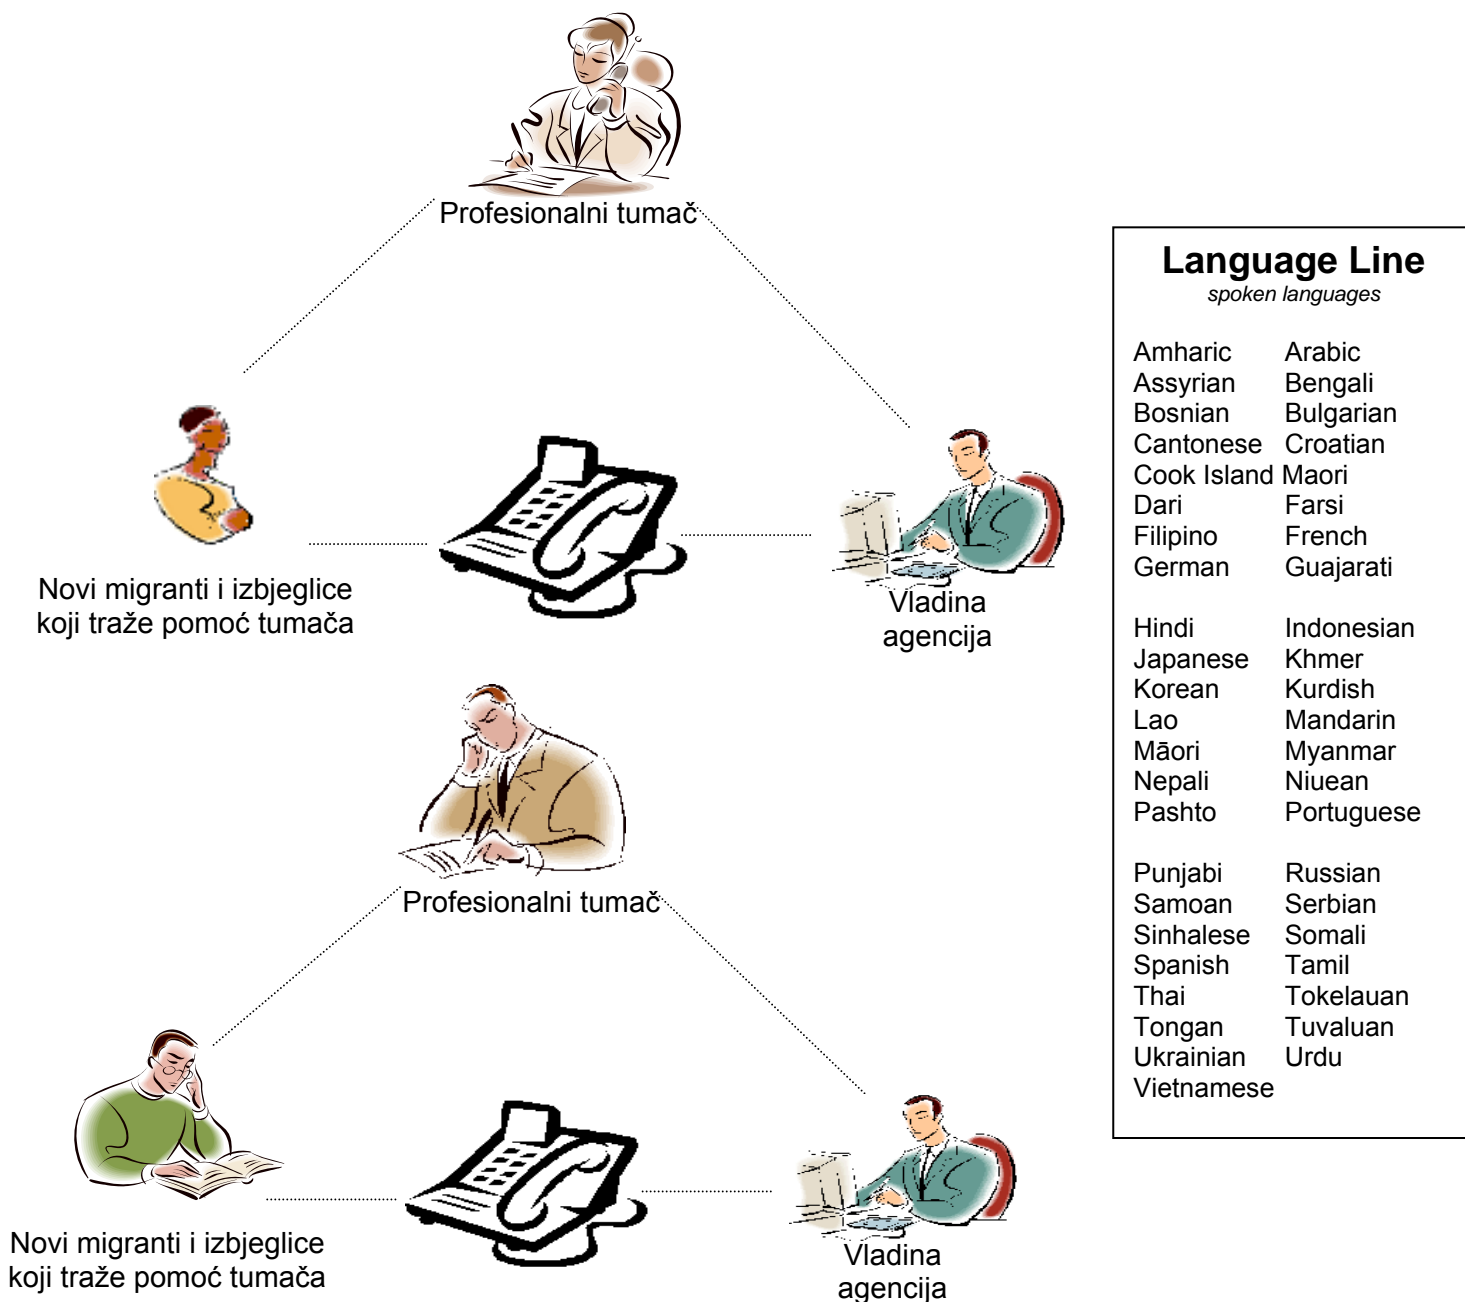 Profesionalni tumač
Novi migranti i izbjeglice
koji traže pomoć tumača
Vladina
agencija
Profesionalni tumač
Novi migranti i izbjeglice
koji traže pomoć tumača
Vladina
agencija
Language Line
spoken languages
Amharic Arabic
Assyrian Bengali
Bosnian Bulgarian
Cantonese Croatian
Cook Island Maori
Dari Farsi
Filipino French
German Guajarati
Hindi Indonesian
Japanese Khmer
Korean Kurdish
Lao Mandarin
Māori Myanmar
Nepali Niuean
Pashto Portuguese
Punjabi Russian
Samoan Serbian
Sinhalese Somali
Spanish Tamil
Thai Tokelauan
Tongan Tuvaluan
Ukrainian Urdu
Vietnamese